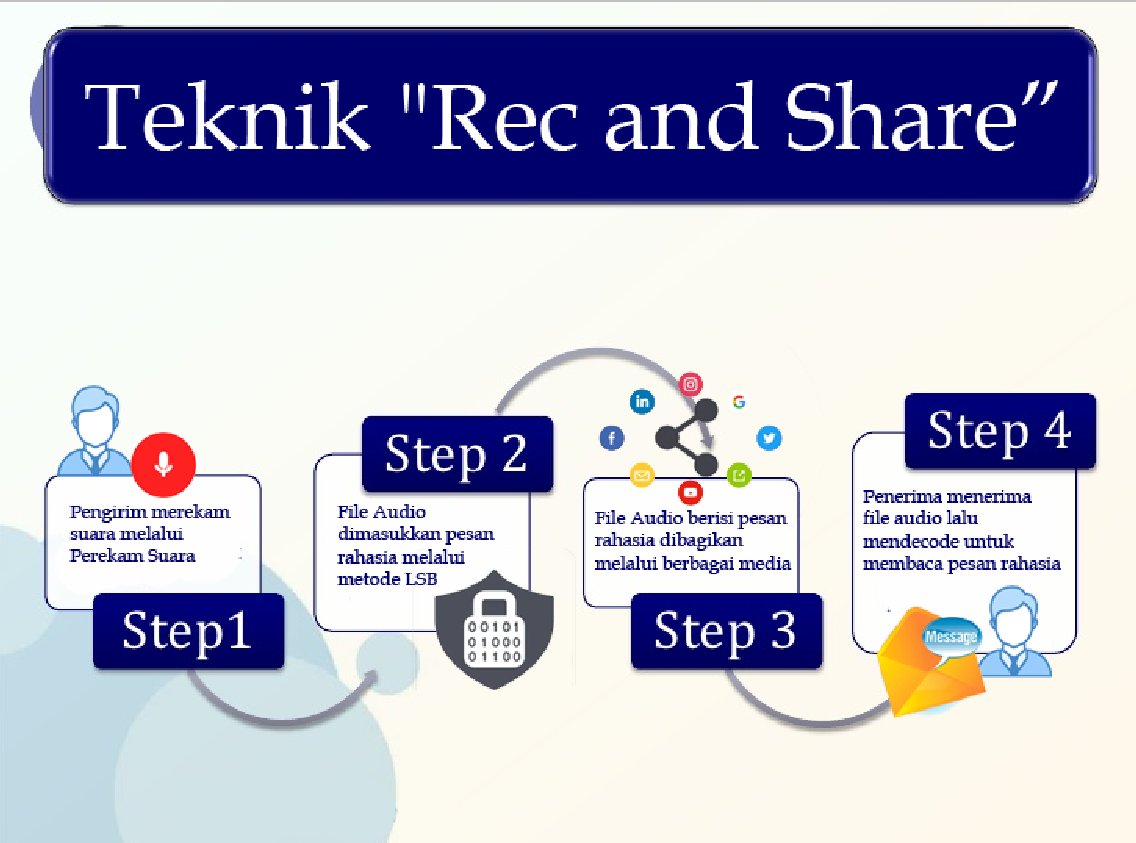 Teknik "Rec and Share”
Pengirim merekam
suara melalui
Perekam Suara
Step1
Step 2
File Audio
dimasukkan pesan
rahasia melalui
metode LSB
00101
01000
01100
in
G
f
File Audio berisi pesan
rahasia dibagikan
melalui berbagai media
Step 3
Step 4
Penerima menerima
file audio lalu
mendecode untuk
membaca pesan rahasia
Message